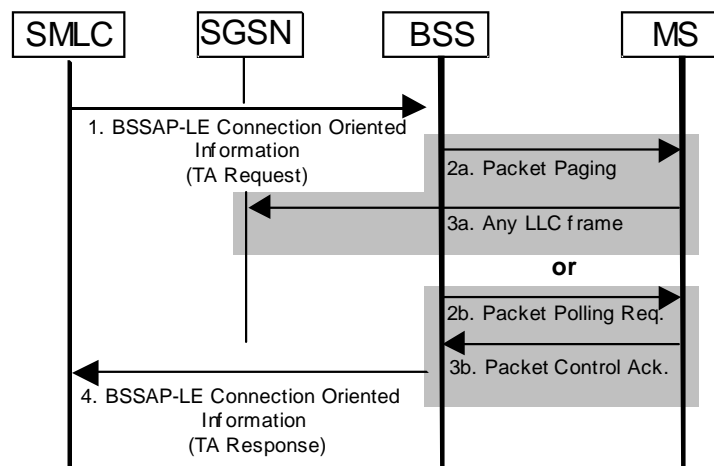 SMLC
SGSN
BSS
MS
1. BSSAP-LE Connection Oriented
Information
(TA Request)
2a. Packet Paging
3a. Any LLC frame
or
2b. Packet Polling Req.
3b. Packet Control Ack.
4. BSSAP-LE Connection Oriented
Information
(TA Response)